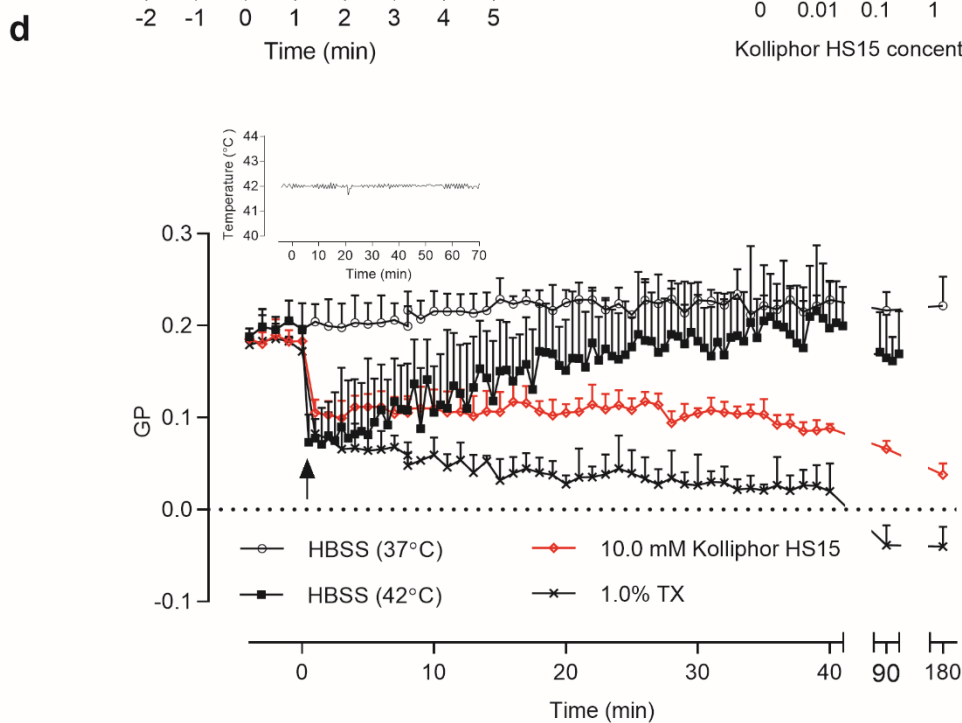 -2 -1 0 1 2 3 4 5
0 0.01 0.1 1
d
Time (min)
Kolliphor HS15 concent
Temperature (°C)
44
43
42
41
40
0 10 20 30 40 50 60 70
Time (min)
GP
0.3
0.2
0.1
0.0
-0.1
HBSS (37°C)
10.0 mM Kolliphor HS15
HBSS (42°C)
1.0% TX
0 10 20 30 40 90 180
Time (min)